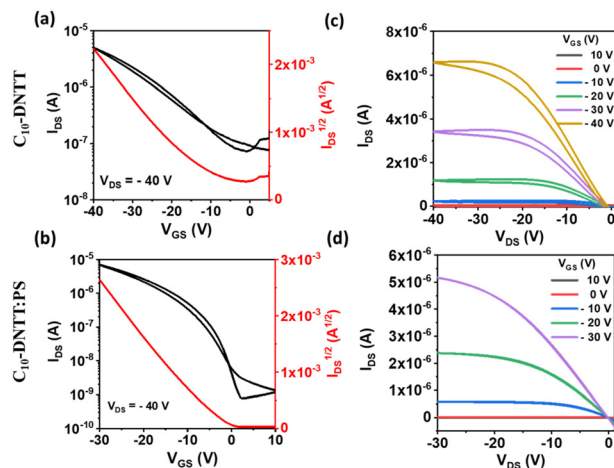 (a)
C10-DNTT
IDS (A)
10-5
10-6
10-7
10-8
VDS = - 40 V
-40 -30 -20 -10 0
VGS (V)
2x10-3
1x10-3
0
IDS1/2 (A1/2)
(c)
IDS (A)
8x10-6
6x10-6
4x10-6
2x10-6
0
VGS (V)
10 V
0 V
- 10 V
- 20 V
- 30 V
- 40 V
-40 -30 -20 -10 0
VDS (V)
(b)
C10-DNTT:PS
IDS (A)
10-5
10-6
10-7
10-8
10-9
10-10
VDS = - 40 V
-30 -20 -10 0 10
VGS (V)
3x10-3
2x10-3
1x10-3
0
IDS1/2 (A1/2)
(d)
IDS (A)
6x10-6
5x10-6
4x10-6
3x10-6
2x10-6
1x10-6
0
VGS (V)
10 V
0 V
- 10 V
- 20 V
- 30 V
-30 -20 -10 0
VDS (V)